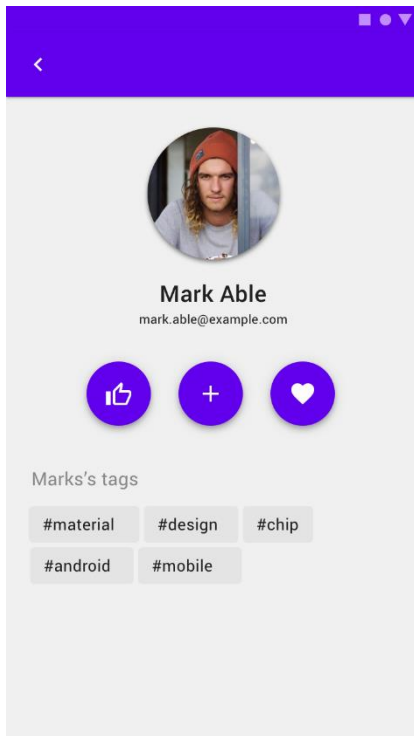 Mark Able
mark.able@example.com
Marks's tags
#material #design #chip
#android #mobile